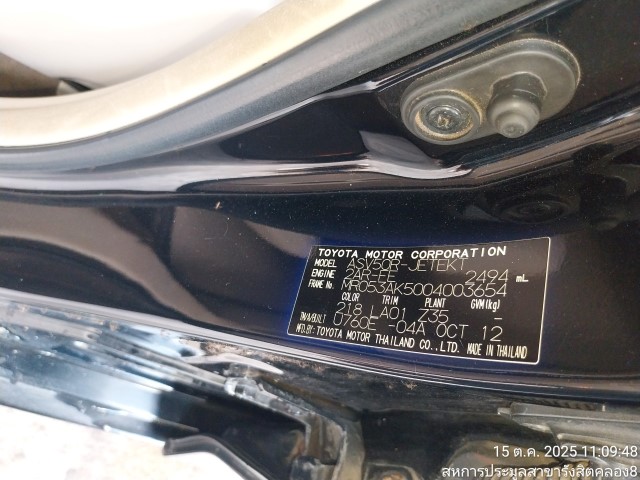 TOYOTA MOTOR CORPORATION
MODEL ASV50R-JETEKT
ENGINE 2AR-FE 2494 mL
FRAME No. MR053AK5004003654
COLOR TRIM PLANT GVM(kg)
218 LA01 Z35 -
TMA/BUILT 0760E -04A OCT 12
MFD.BY: TOYOTA MOTOR THAILAND CO., LTD. MADE IN THAILAND
15 ต.ค. 2025 11:09:48
สหการประมูลสาขารังสิตคลอง8